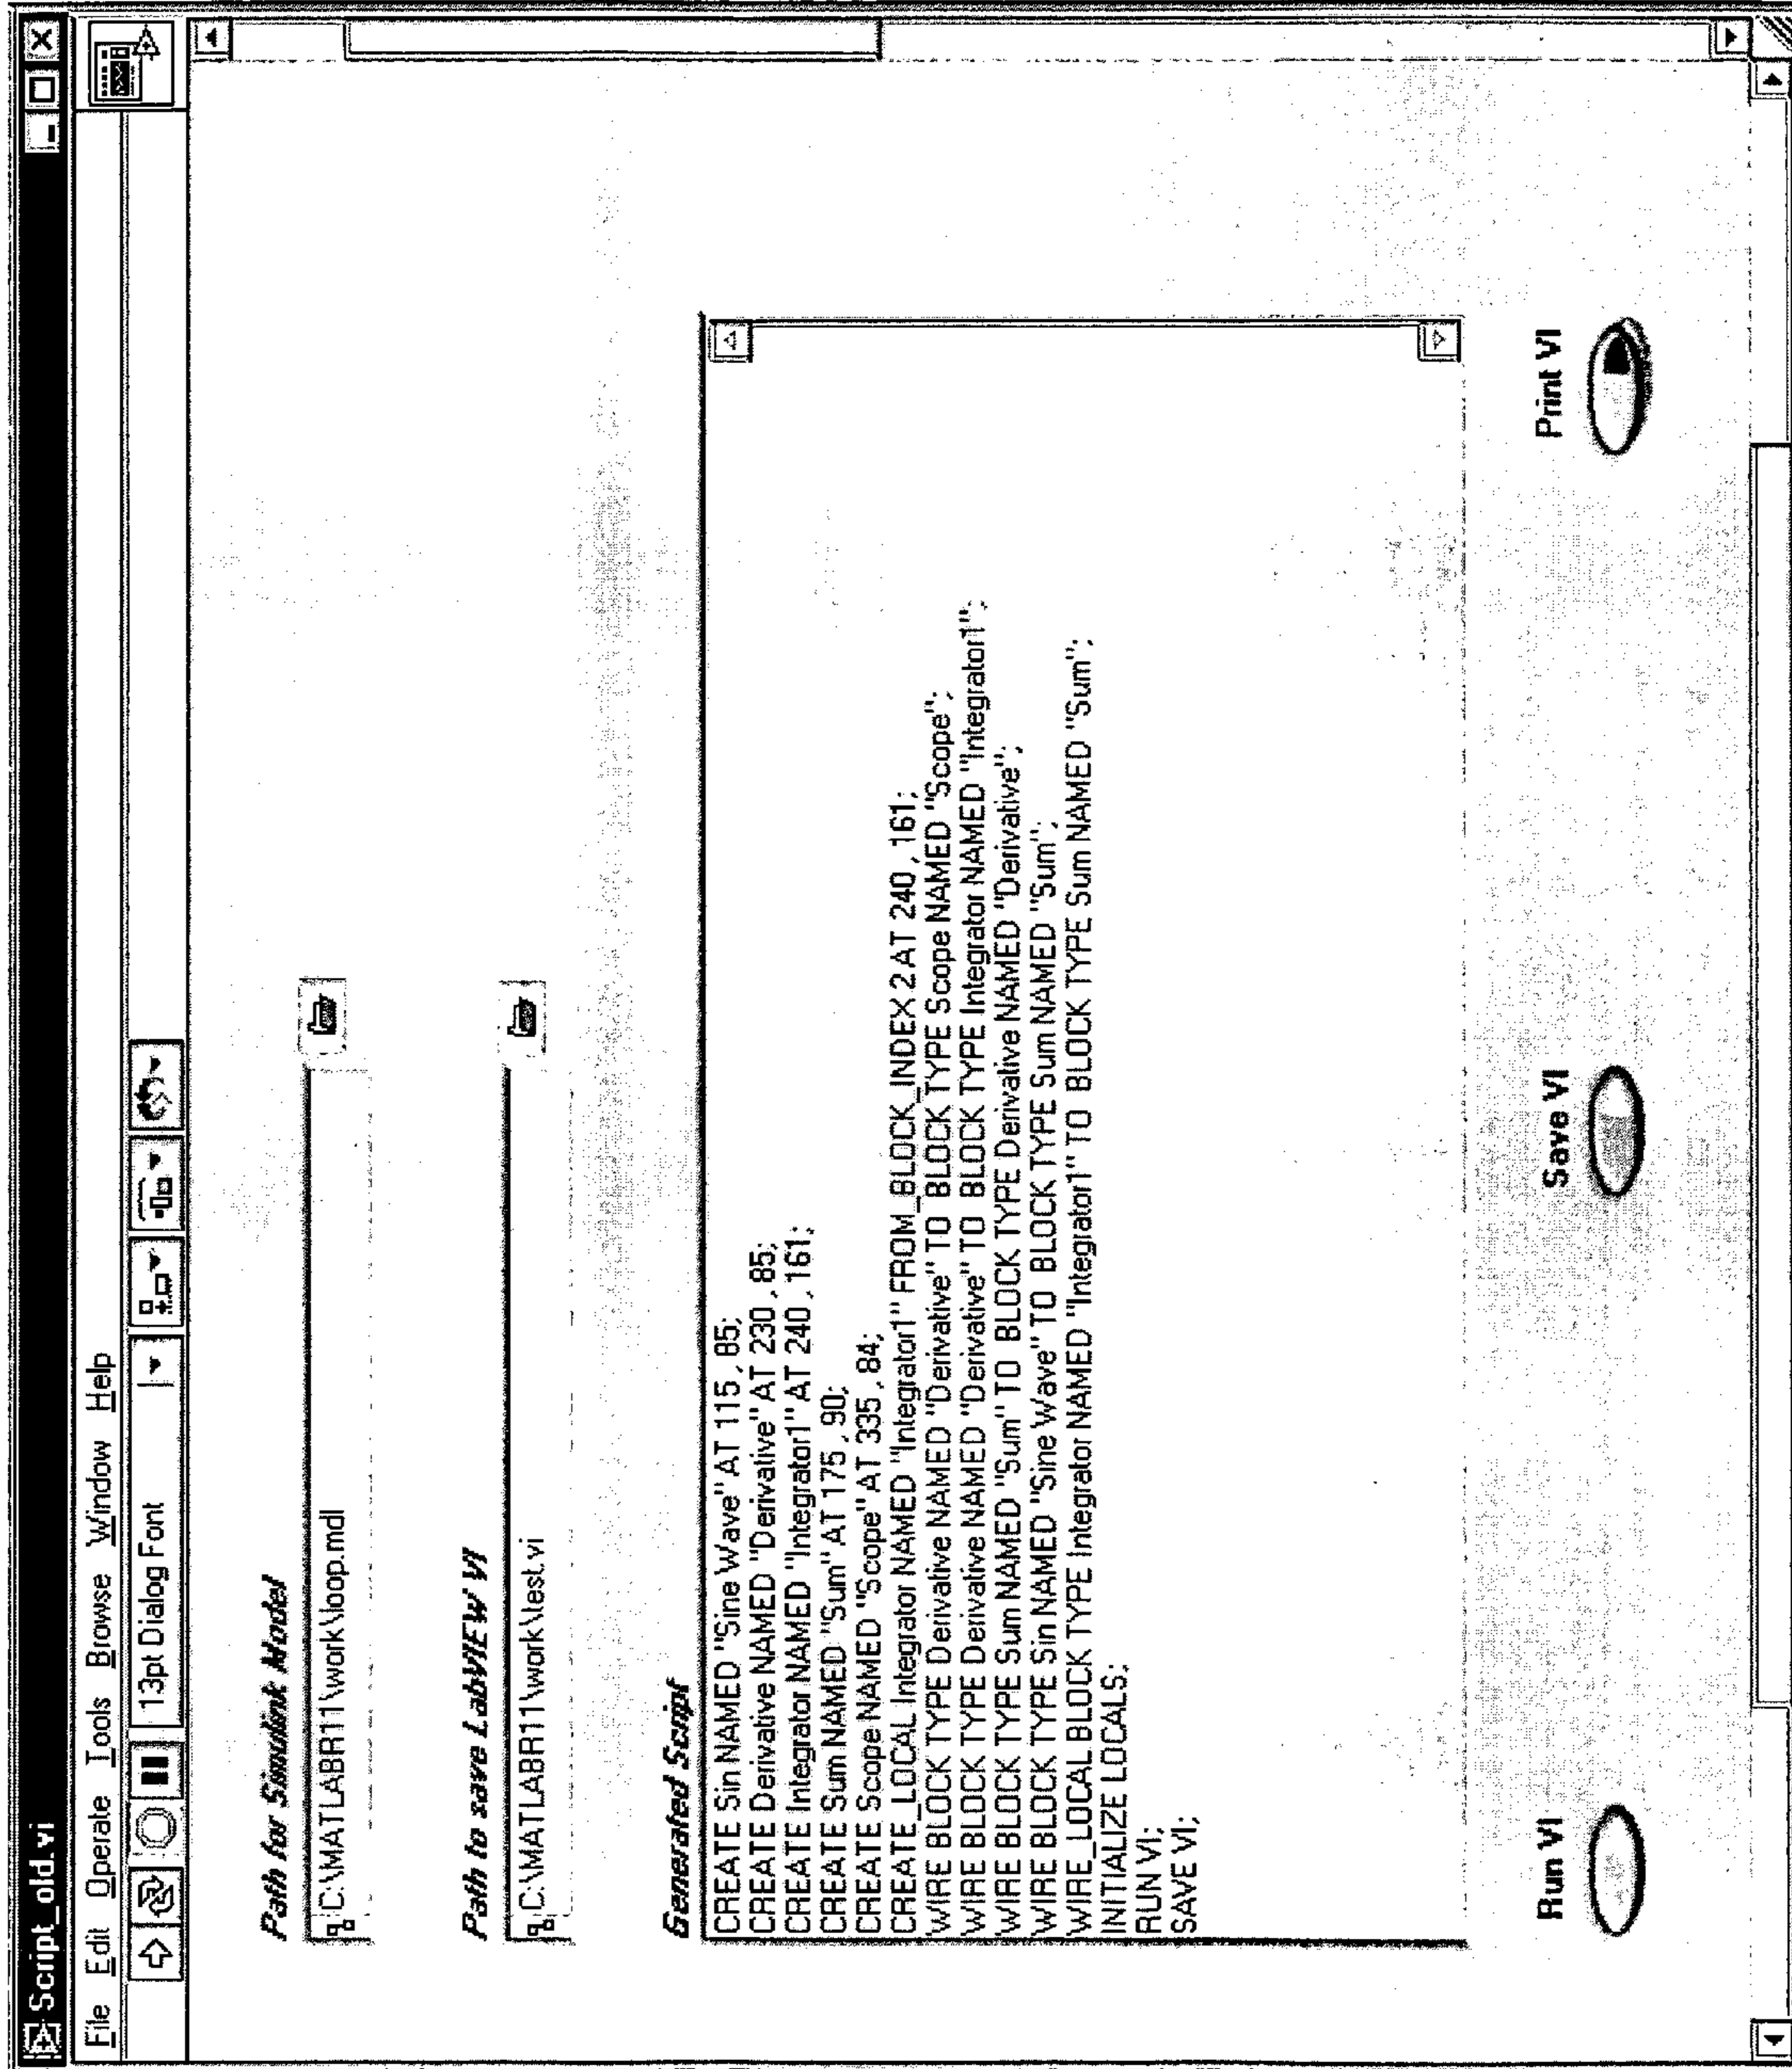 Script_old.vi
File Edit Operate Tools Browse Window Help
13pt Dialog Font
Path for Simulink Model
C:\MATLABR11\work\loop.mdl
Path to save LabVIEW VI
C:\MATLABR11\work\test.vi
Generated Script
CREATE Sin NAMED "Sine Wave" AT 115 , 85;
CREATE Derivative NAMED "Derivative" AT 230 , 85;
CREATE Integrator NAMED "Integrator1" AT 240 , 161;
CREATE Sum NAMED "Sum" AT 175 , 90;
CREATE Scope NAMED "Scope" AT 335 , 84;
CREATE_LOCAL Integrator NAMED "Integrator1" FROM_BLOCK_INDEX 2 AT 240 , 161;
WIRE BLOCK TYPE Derivative NAMED "Derivative" TO BLOCK TYPE Scope NAMED "Scope";
WIRE BLOCK TYPE Derivative NAMED "Derivative" TO BLOCK TYPE Integrator NAMED "Integrator1";
WIRE BLOCK TYPE Sum NAMED "Sum" TO BLOCK TYPE Derivative NAMED "Derivative";
WIRE BLOCK TYPE Sin NAMED "Sine Wave" TO BLOCK TYPE Sum NAMED "Sum";
WIRE_LOCAL BLOCK TYPE Integrator NAMED "Integrator1" TO BLOCK TYPE Sum NAMED "Sum";
INITIALIZE LOCALS;
RUN VI;
SAVE VI;
Run VI Save VI Print VI